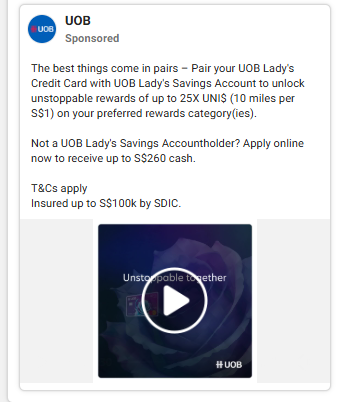 UOB
UOB
Sponsored
The best things come in pairs – Pair your UOB Lady's
Credit Card with UOB Lady's Savings Account to unlock
unstoppable rewards of up to 25X UNI$ (10 miles per
S$1) on your preferred rewards category(ies).
Not a UOB Lady's Savings Accountholder? Apply online
now to receive up to S$260 cash.
T&Cs apply
Insured up to S$100k by SDIC.
Unstoppable together
UOB